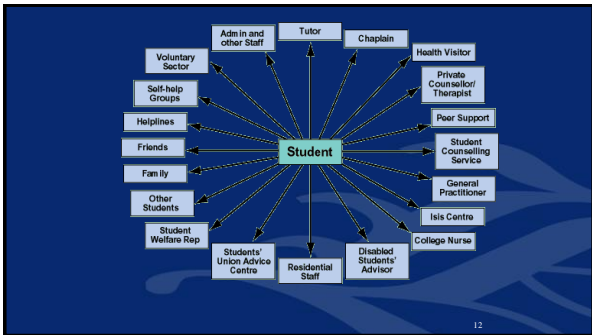 Tutor
Chaplain
Health Visitor
Private
Counsellor/
Therapist
Peer Support
Student
Counselling
Service
General
Practitioner
Isis Centre
College Nurse
Disabled
Students'
Advisor
Residential
Staff
Students'
Union Advice
Centre
Student
Welfare Rep
Other
Students
Family
Friends
Helplines
Self-help
Groups
Voluntary
Sector
Admin and
other Staff
Student
12